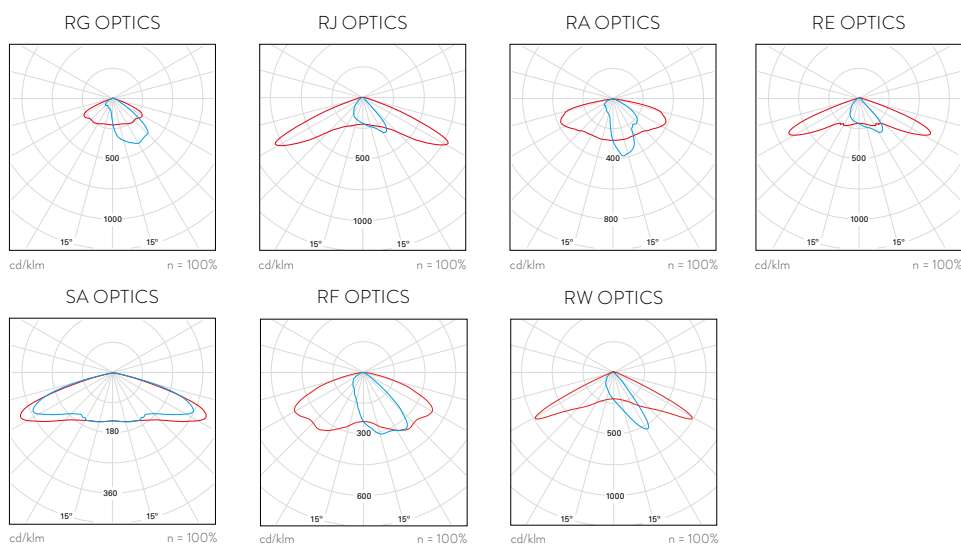 RG OPTICS
500
1000
15° 15°
cd/klm n = 100%
RJ OPTICS
500
1000
15° 15°
cd/klm n = 100%
RA OPTICS
400
800
15° 15°
cd/klm n = 100%
RE OPTICS
500
1000
15° 15°
cd/klm n = 100%
SA OPTICS
180
360
15° 15°
cd/klm n = 100%
RF OPTICS
300
600
15° 15°
cd/klm n = 100%
RW OPTICS
500
1000
15° 15°
cd/klm n = 100%